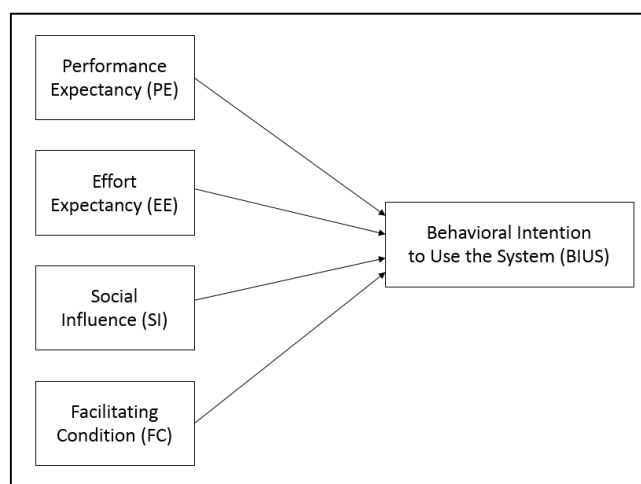 Performance
Expectancy (PE)
Effort
Expectancy (EE)
Social
Influence (SI)
Facilitating
Condition (FC)
Behavioral Intention
to Use the System (BIUS)